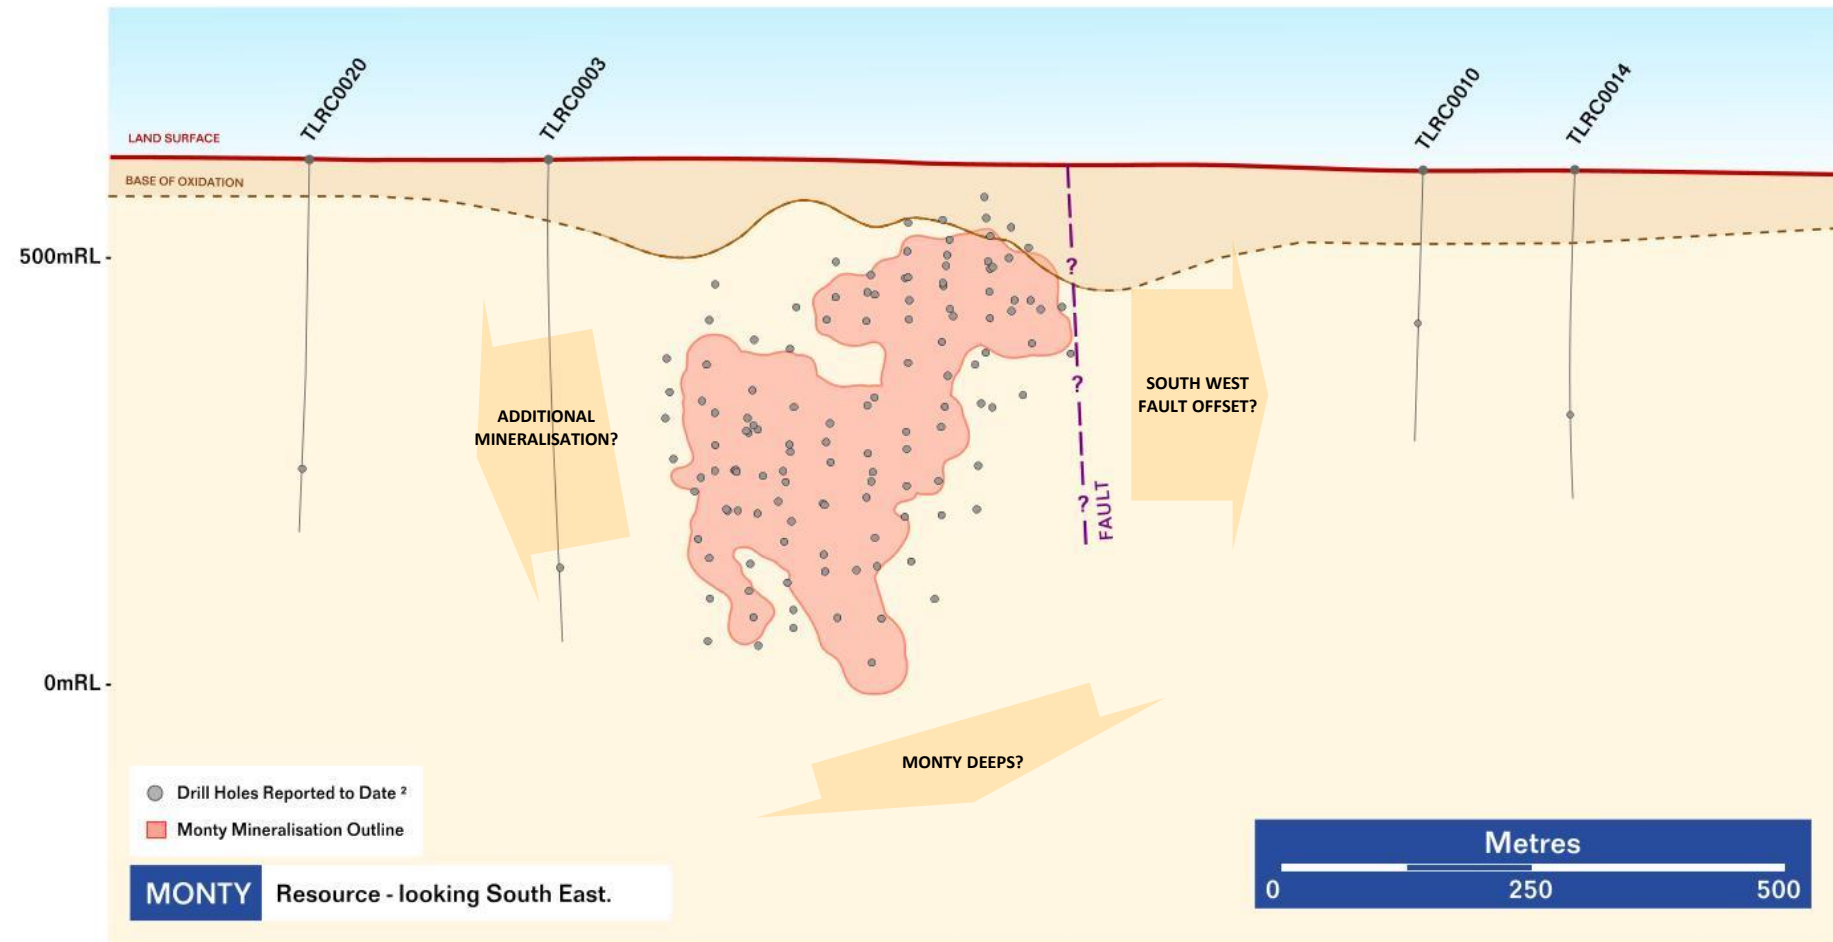 TLRC0020
TLRC0003
TLRC0010
TLRC0014
LAND SURFACE
BASE OF OXIDATION
500mRL -
?
?
?
FAULT
ADDITIONAL
MINERALISATION?
SOUTH WEST
FAULT OFFSET?
0mRL -
MONTY DEEPS?
Drill Holes Reported to Date ²
Monty Mineralisation Outline
MONTY Resource - looking South East.
Metres
0 250 500